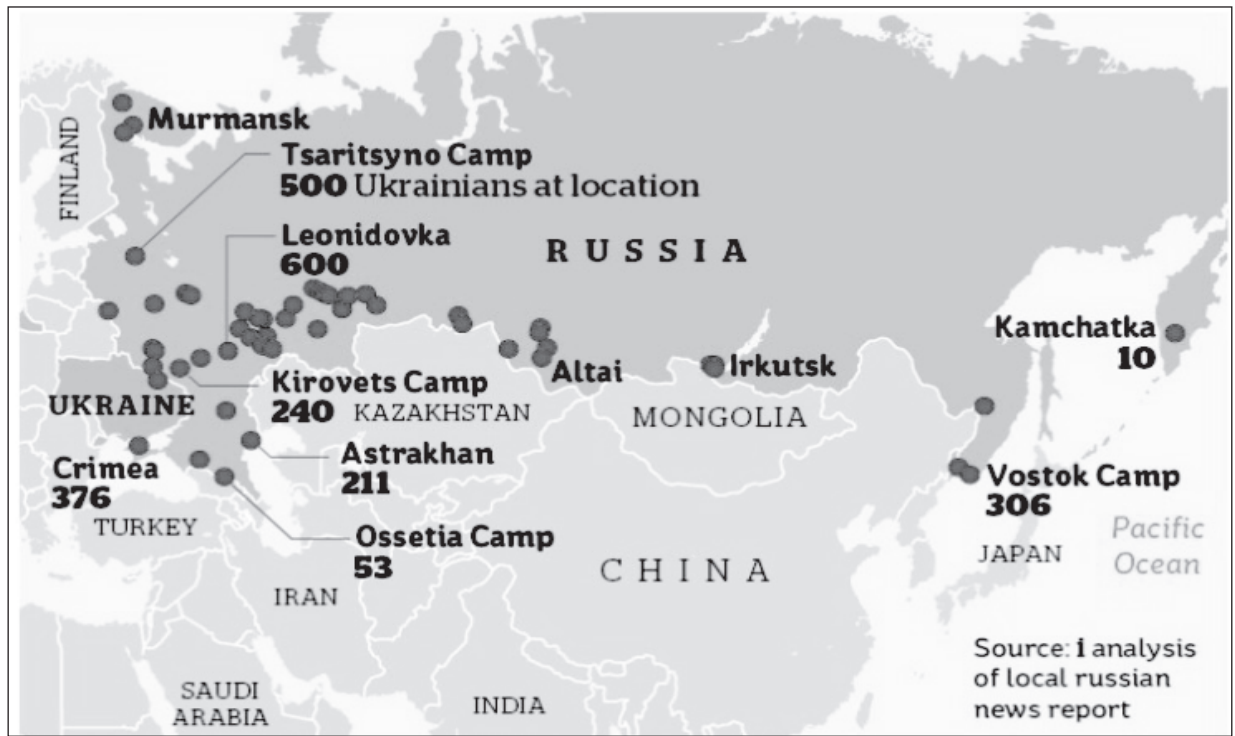 FINLAND
Murmansk
Tsaritsyno Camp
500 Ukrainians at location
Leonidovka
600
RUSSIA
Kamchatka
10
Altai
Irkutsk
Kirovets Camp
240
UKRAINE
KAZAKHSTAN
MONGOLIA
Astrakhan
211
Crimea
376
TURKEY
Vostok Camp
306
Ossetia Camp
53
Pacific
Ocean
JAPAN
CHINA
IRAN
SAUDI
ARABIA
INDIA
Source: i analysis
of local russian
news report